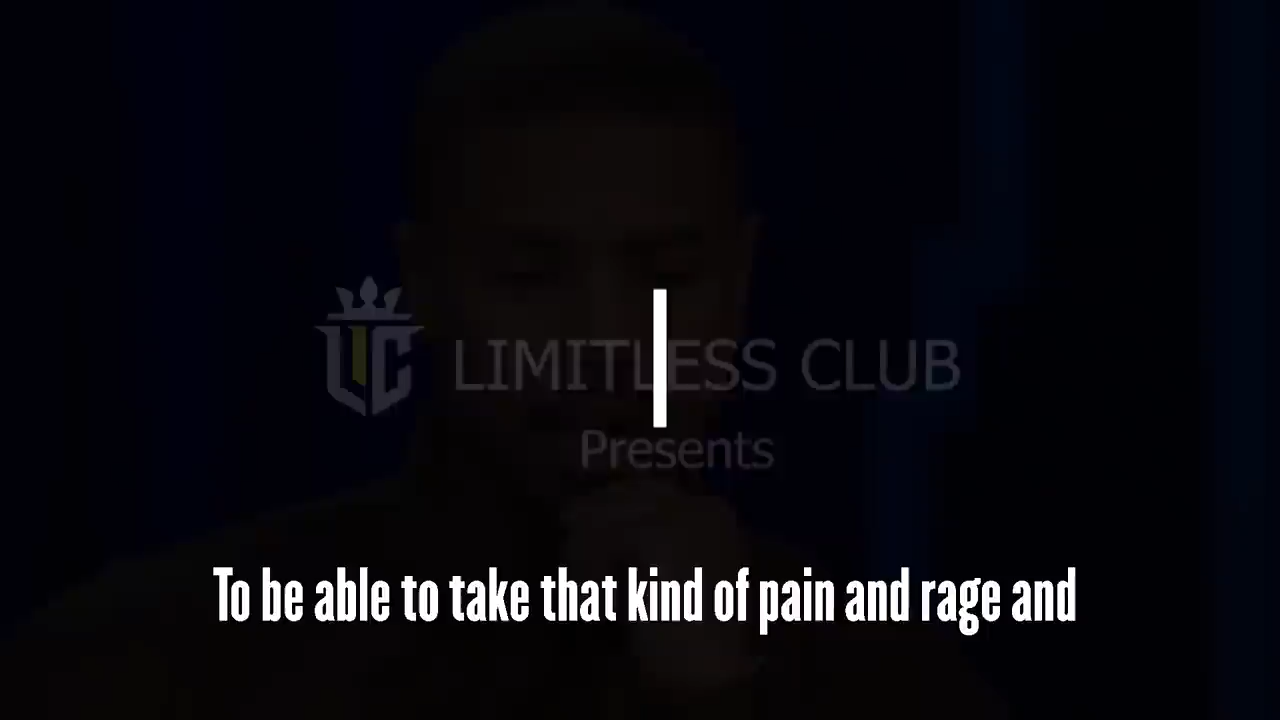 LIMITLESS CLUB
Presents
To be able to take that kind of pain and rage and